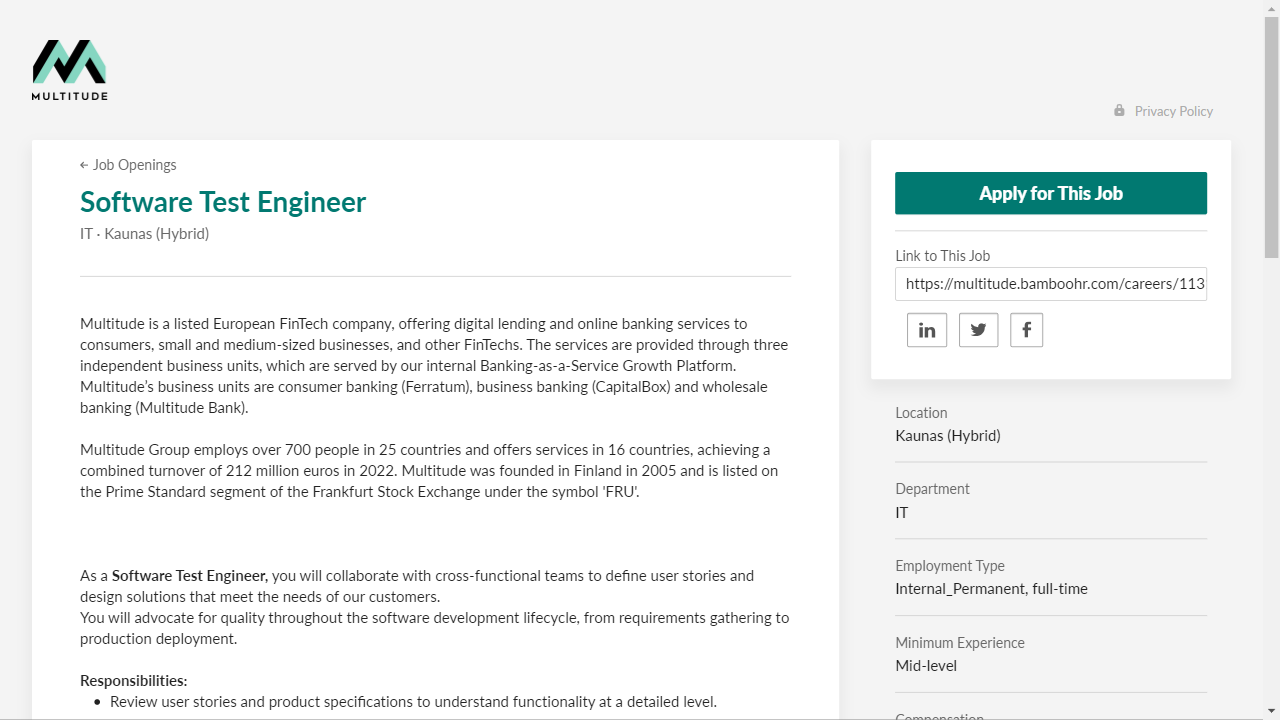 MULTITUDE
Privacy Policy
Job Openings
Software Test Engineer
IT · Kaunas (Hybrid)
Multitude is a listed European FinTech company, offering digital lending and online banking services to
consumers, small and medium-sized businesses, and other FinTechs. The services are provided through three
independent business units, which are served by our internal Banking-as-a-Service Growth Platform.
Multitude’s business units are consumer banking (Ferratum), business banking (CapitalBox) and wholesale
banking (Multitude Bank).
Multitude Group employs over 700 people in 25 countries and offers services in 16 countries, achieving a
combined turnover of 212 million euros in 2022. Multitude was founded in Finland in 2005 and is listed on
the Prime Standard segment of the Frankfurt Stock Exchange under the symbol 'FRU'.
As a Software Test Engineer, you will collaborate with cross-functional teams to define user stories and
design solutions that meet the needs of our customers.
You will advocate for quality throughout the software development lifecycle, from requirements gathering to
production deployment.
Responsibilities:
• Review user stories and product specifications to understand functionality at a detailed level.
Apply for This Job
Link to This Job
https://multitude.bamboohr.com/careers/113
Location
Kaunas (Hybrid)
Department
IT
Employment Type
Internal_Permanent, full-time
Minimum Experience
Mid-level
Compensation